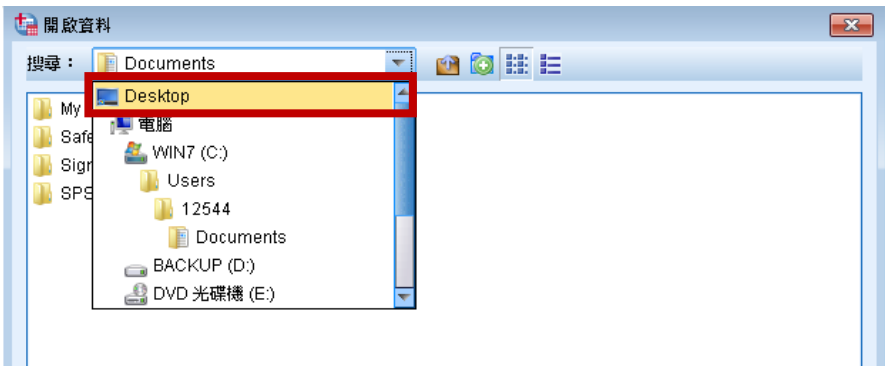 開啟資料
搜尋： Documents
Desktop
My
電腦
Safe
WIN7 (C:)
Sigr
Users
SPS
12544
Documents
BACKUP (D:)
DVD 光碟機 (E:)